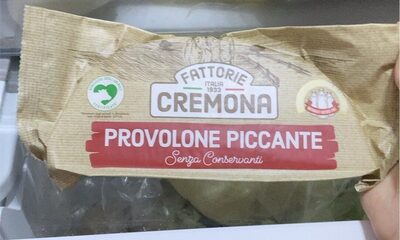 FATTORIE
ITALIA
1933
CREMONA
PROVOLONE PICCANTE
Senza Conservanti